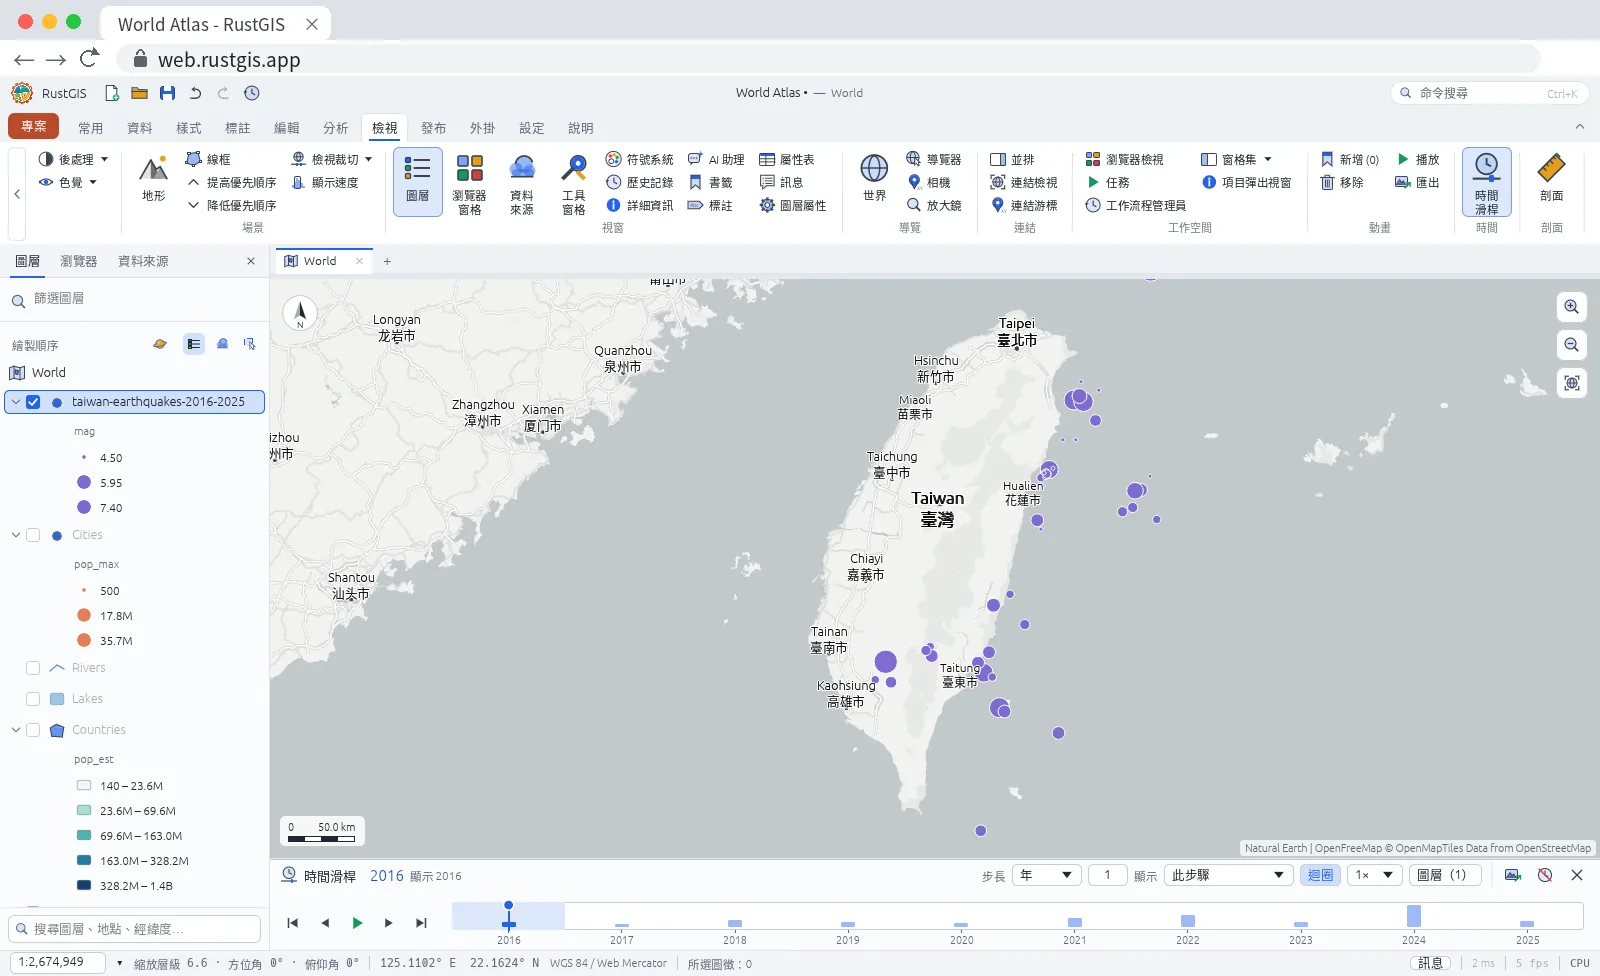 World Atlas - RustGIS
web.rustgis.app
RustGIS
World Atlas • — World
命令搜尋 Ctrl+K
專案 常用 資料 樣式 標註 編輯 分析 檢視 發布 外掛 設定 說明
後處理
色覺
地形
線框
提高優先順序
降低優先順序
檢視裁切
顯示速度
場景
圖層
瀏覽器
窗格
資料
來源
工具
窗格
符號系統
歷史記錄
詳細資訊
AI 助理
書籤
標註
屬性表
訊息
圖層屬性
視窗
世界
導覽器
相機
放大鏡
導覽
並排
連結檢視
連結游標
連結
瀏覽器檢視
任務
工作流程管理員
窗格集
項目彈出視窗
工作空間
新增 (0)
移除
播放
匯出
動畫
時間
滑桿
時間
剖面
剖面
圖層 瀏覽器 資料來源
篩選圖層
繪製順序
World
taiwan-earthquakes-2016-2025
mag
4.50
5.95
7.40
Cities
pop_max
500
17.8M
35.7M
Rivers
Lakes
Countries
pop_est
140 – 23.6M
23.6M – 69.6M
69.6M – 163.0M
163.0M – 328.2M
328.2M – 1.4B
搜尋圖層、地點、經緯度…
World
莆田市
Longyan
龙岩市
Quanzhou
泉州市
Zhangzhou
漳州市
Xiamen
厦门市
izhou
州市
Shantou
汕头市
Taipei
臺北市
Hsinchu
新竹市
Miaoli
苗栗市
Taichung
臺中市
Taiwan
臺灣
Hualien
花蓮市
Chiayi
嘉義市
Tainan
臺南市
Kaohsiung
高雄市
Taitung
臺東市
N
0 50.0 km
Natural Earth | OpenFreeMap © OpenMapTiles Data from OpenStreetMap
時間滑桿 2016 顯示 2016
步長 年 1 顯示 此步驟 迴圈 1× 圖層 (1)
2016 2017 2018 2019 2020 2021 2022 2023 2024 2025
1:2,674,949 縮放層級 6.6 · 方位角 0° · 俯仰角 0° 125.1102° E 22.1624° N WGS 84 / Web Mercator 所選圖徵：0
訊息 2 ms 5 fps CPU